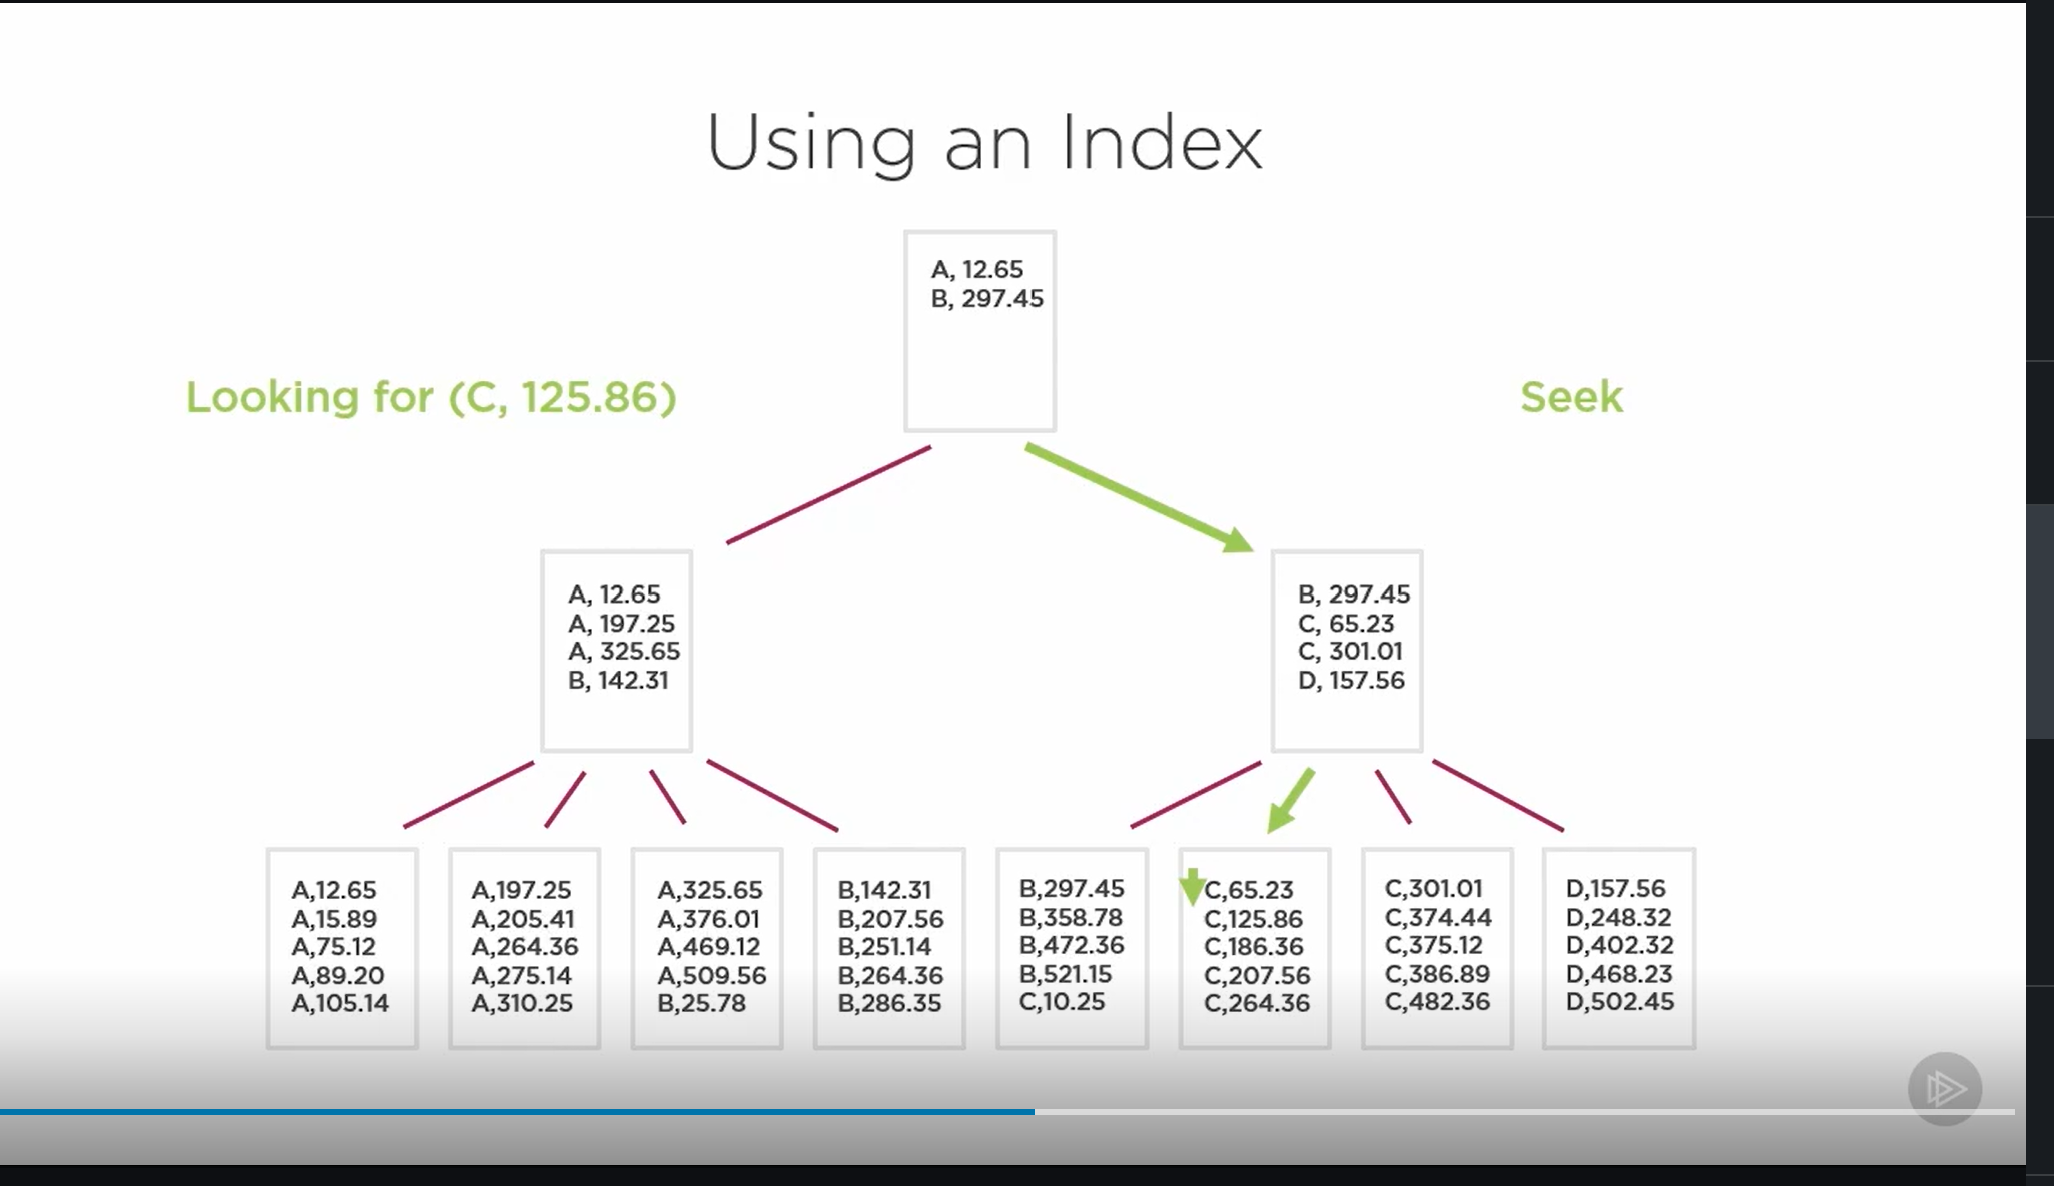 Using an Index
A, 12.65
B, 297.45
Looking for (C, 125.86)
Seek
A, 12.65
A, 197.25
A, 325.65
B, 142.31
B, 297.45
C, 65.23
C, 301.01
D, 157.56
A,12.65
A,15.89
A,75.12
A,89.20
A,105.14
A,197.25
A,205.41
A,264.36
A,275.14
A,310.25
A,325.65
A,376.01
A,469.12
A,509.56
B,25.78
B,142.31
B,207.56
B,251.14
B,264.36
B,286.35
B,297.45
B,358.78
B,472.36
B,521.15
C,10.25
C,65.23
C,125.86
C,186.36
C,207.56
C,264.36
C,301.01
C,374.44
C,375.12
C,386.89
C,482.36
D,157.56
D,248.32
D,402.32
D,468.23
D,502.45